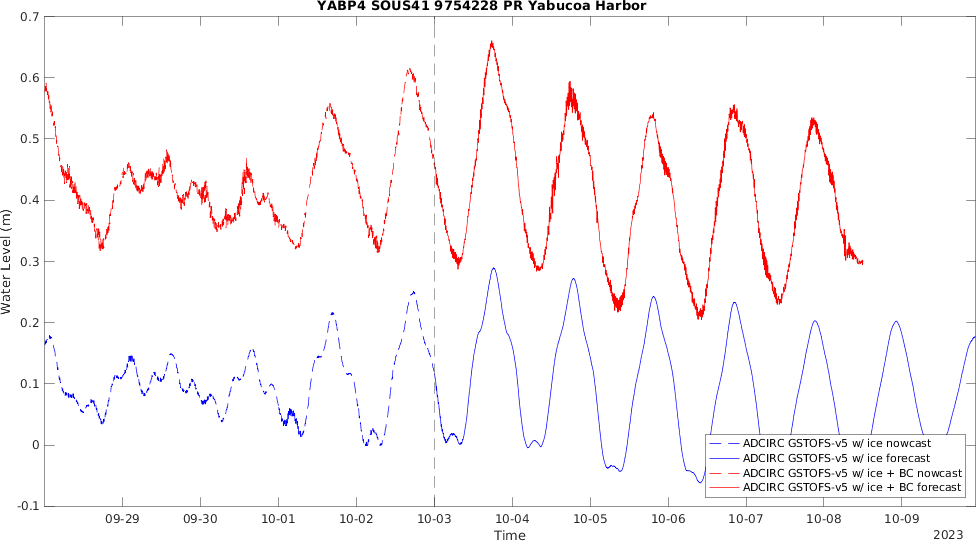 YABP4 SOUS41 9754228 PR Yabucoa Harbor
0.7
0.6
0.5
0.4
0.3
0.2
0.1
0
-0.1
Water Level (m)
ADCIRC GSTOFS-v5 w/ ice nowcast
ADCIRC GSTOFS-v5 w/ ice forecast
ADCIRC GSTOFS-v5 w/ ice + BC nowcast
ADCIRC GSTOFS-v5 w/ ice + BC forecast
09-29 09-30 10-01 10-02 10-03 10-04 10-05 10-06 10-07 10-08 10-09
Time
2023